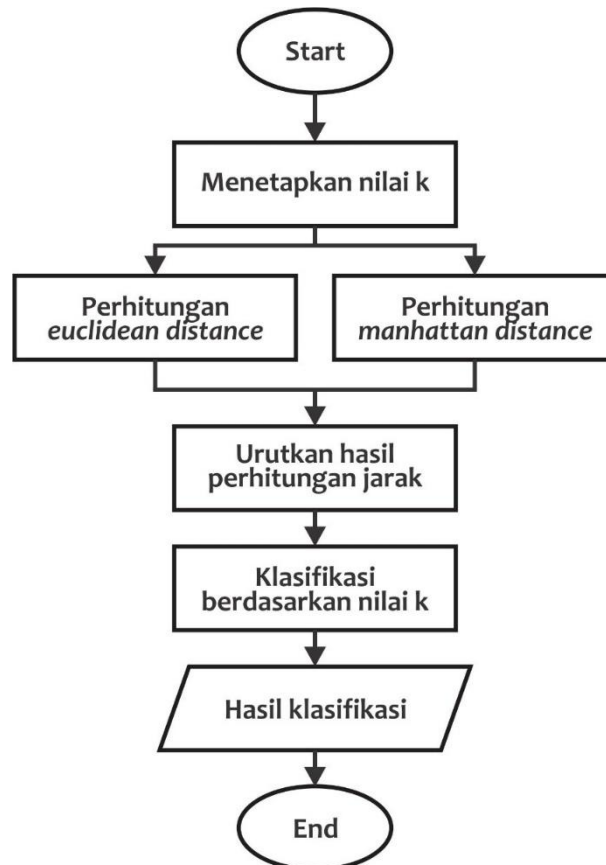 Start
Menetapkan nilai k
Perhitungan
euclidean distance
Perhitungan
manhattan distance
Urutkan hasil
perhitungan jarak
Klasifikasi
berdasarkan nilai k
Hasil klasifikasi
End